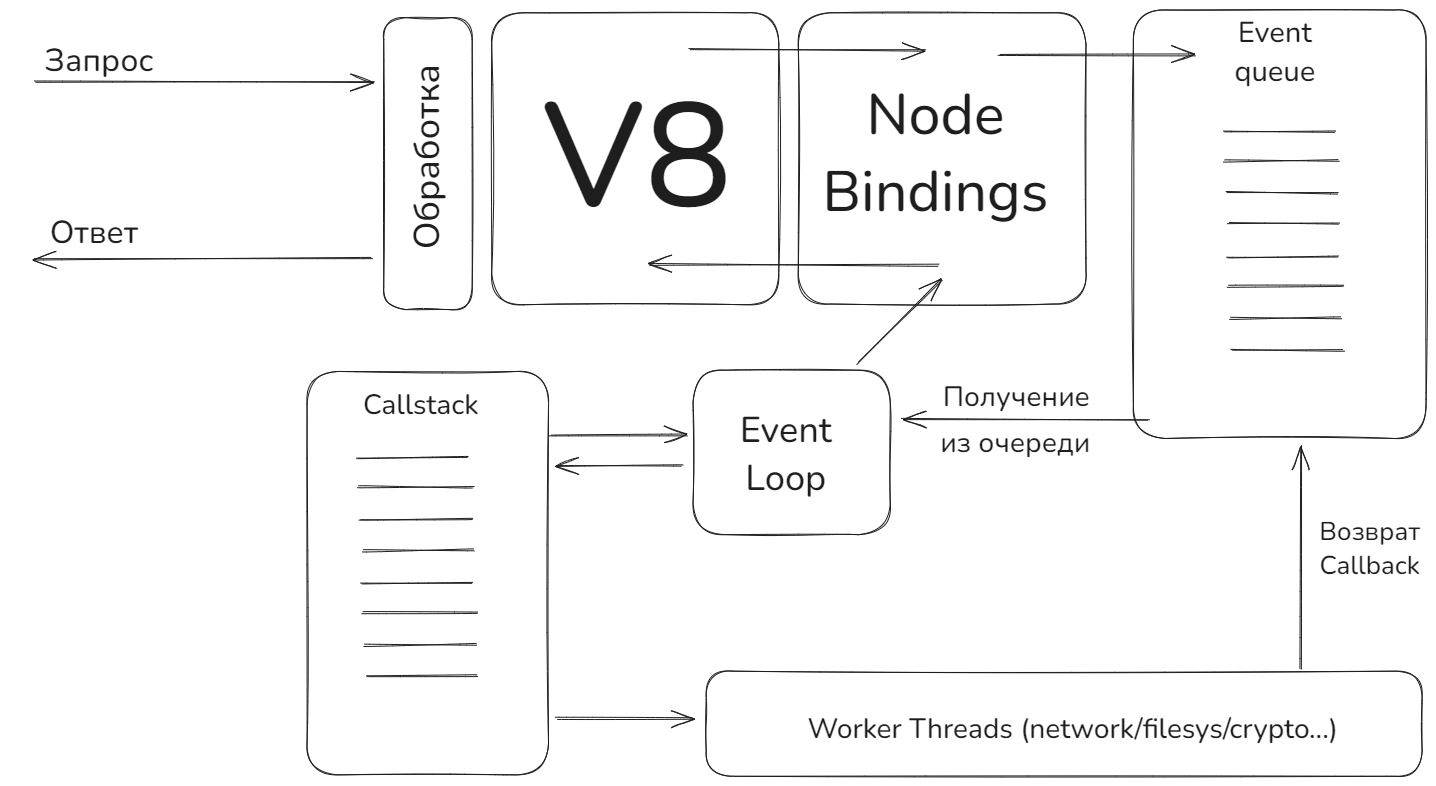 Запрос
Ответ
Обработка
V8
Node
Bindings
Event
queue
Callstack
Event
Loop
Получение
из очереди
Возврат
Callback
Worker Threads (network/filesys/crypto...)